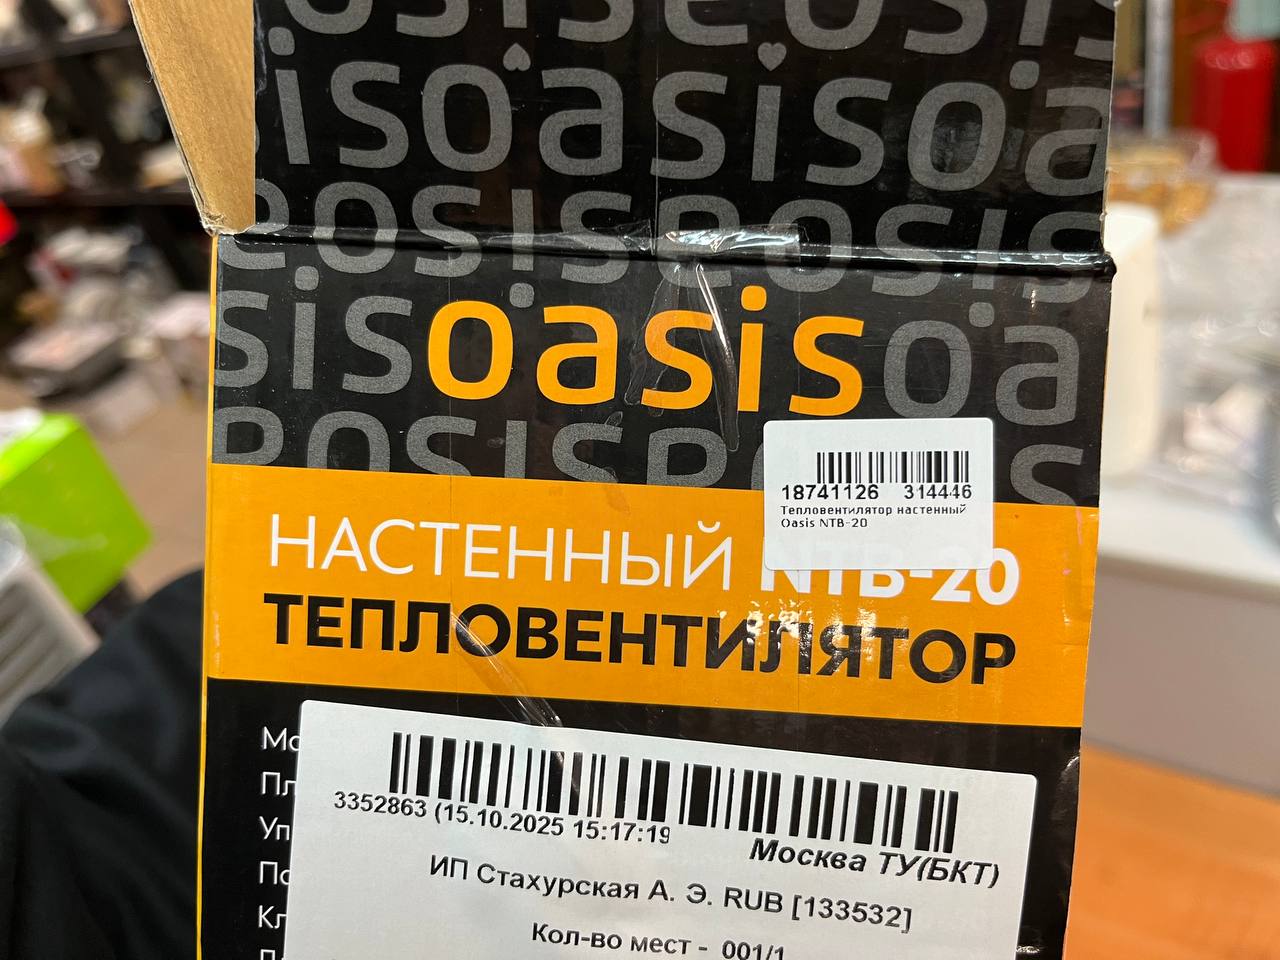 oasis
18741126 314446
Тепловентилятор настенный
Oasis NTB-20
НАСТЕННЫЙ NTB-20
ТЕПЛОВЕНТИЛЯТОР
3352863 (15.10.2025 15:17:19
Москва ТУ(БКТ)
ИП Стахурская А. Э. RUB [133532]
Кол-во мест - 001/1